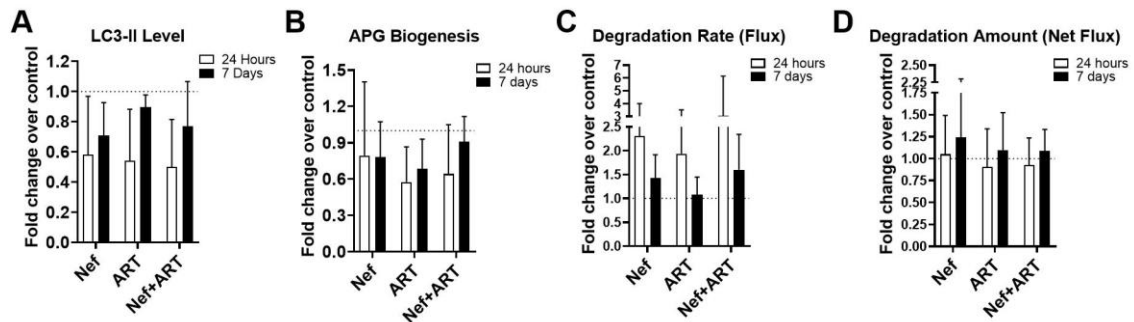 A
LC3-II Level
24 Hours
7 Days
Fold change over control
1.2
1.0
0.8
0.6
0.4
0.2
0.0
Nef
ART
Nef+ART
B
APG Biogenesis
24 hours
7 days
Fold change over control
1.5
1.2
0.9
0.6
0.3
0.0
Nef
ART
Nef+ART
C
Degradation Rate (Flux)
24 hours
7 days
Fold change over control
7
6
5
4
3
2.5
2.0
1.5
1.0
0.5
0.0
Nef
ART
Nef+ART
D
Degradation Amount (Net Flux)
24 hours
7 days
Fold change over control
2.50
2.25
1.75
1.50
1.25
1.00
0.75
0.50
0.25
0.00
Nef
ART
Nef+ART